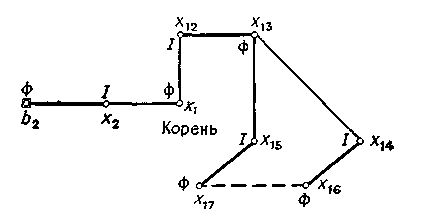 x₁₂ x₁₃
I Ф
Ф I Ф
b₂ x₂ x₁
Корень
I x₁₅ I x₁₄
Ф x₁₆
x₁₇ Ф